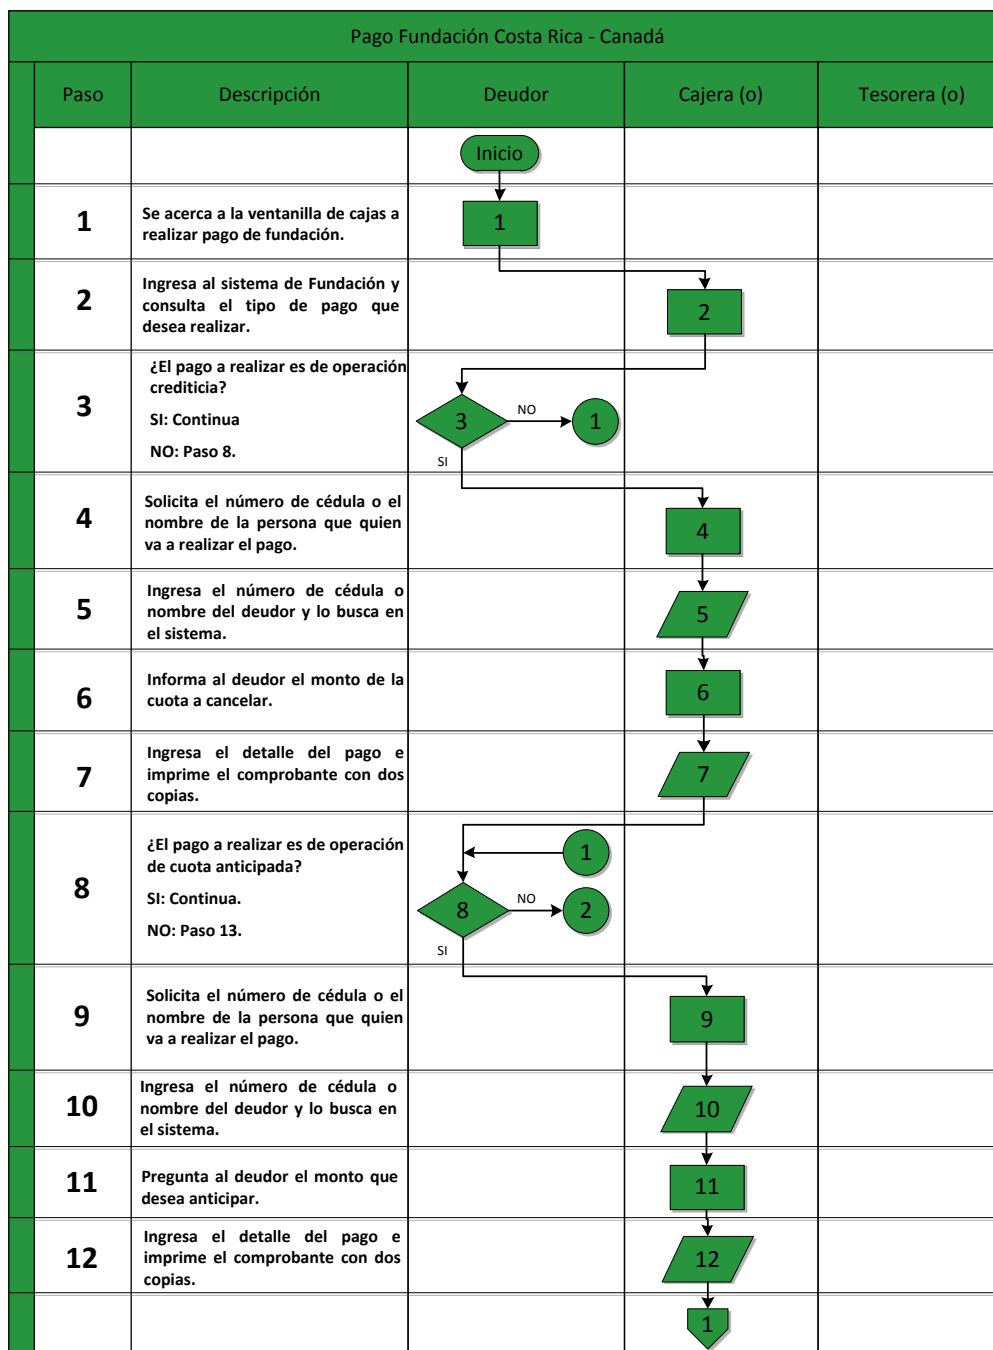 Pago Fundación Costa Rica - Canadá
Paso
Descripción
Deudor
Cajera (o)
Tesorera (o)
Inicio
1
Se acerca a la ventanilla de cajas a
realizar pago de fundación.
1
2
Ingresa al sistema de Fundación y
consulta el tipo de pago que
desea realizar.
2
3
¿El pago a realizar es de operación
crediticia?
SI: Continua
NO: Paso 8.
3
NO
1
SI
4
Solicita el número de cédula o el
nombre de la persona que quien
va a realizar el pago.
4
5
Ingresa el número de cédula o
nombre del deudor y lo busca en
el sistema.
5
6
Informa al deudor el monto de la
cuota a cancelar.
6
7
Ingresa el detalle del pago e
imprime el comprobante con dos
copias.
7
8
¿El pago a realizar es de operación
de cuota anticipada?
SI: Continua.
NO: Paso 13.
1
8
NO
2
SI
9
Solicita el número de cédula o el
nombre de la persona que quien
va a realizar el pago.
9
10
Ingresa el número de cédula o
nombre del deudor y lo busca en
el sistema.
10
11
Pregunta al deudor el monto que
desea anticipar.
11
12
Ingresa el detalle del pago e
imprime el comprobante con dos
copias.
12
1